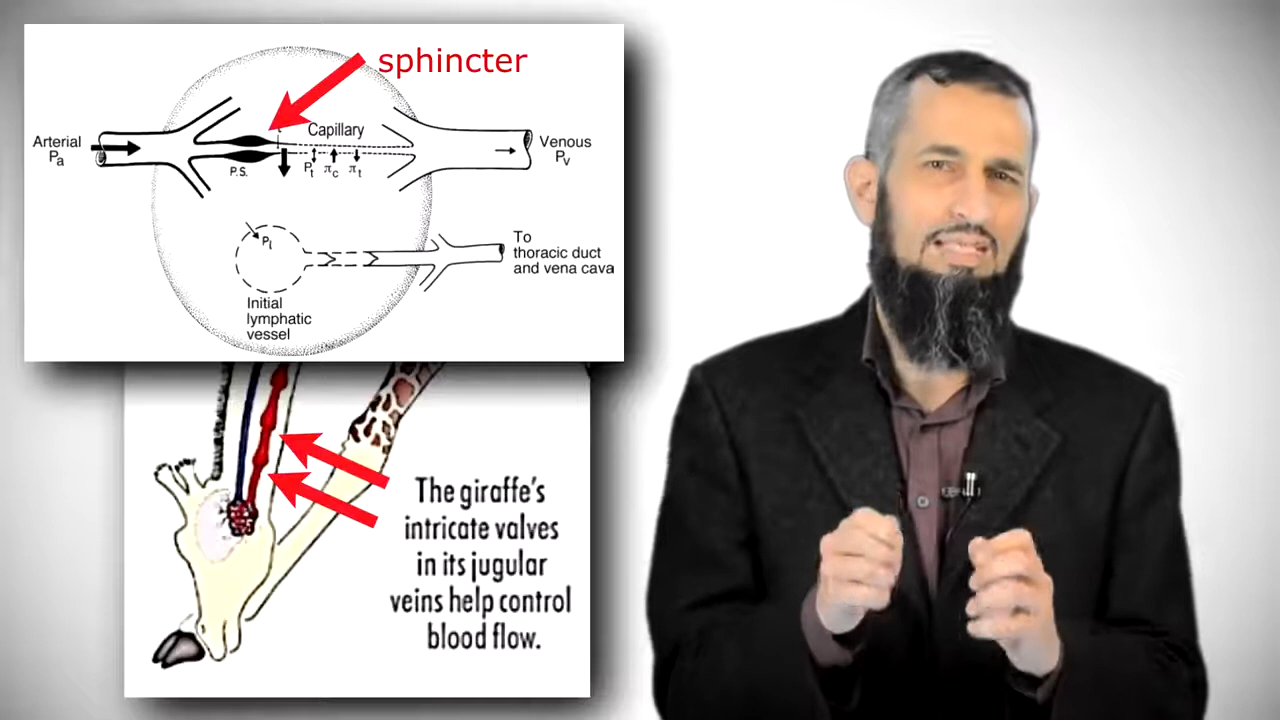 sphincter
Arterial
Pa
Capillary
Venous
Pv
P.S.
Pt πc πt
Pi
To
thoracic duct
and vena cava
Initial
lymphatic
vessel
The giraffe's
intricate valves
in its jugular
veins help control
blood flow.